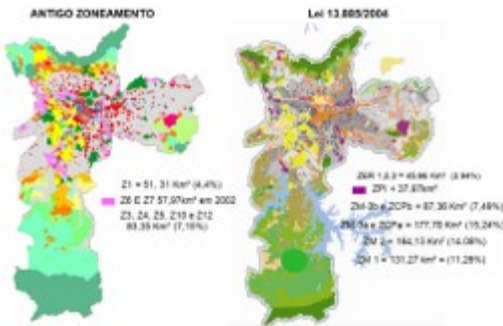 ANTIGO ZONEAMENTO
Lei 13.885/2004
Z1 = 51, 31 Km² (4,4%)
Z6 E Z7 57,97km² em 2002
Z3, Z4, Z5, Z10 e Z12
83,35 Km² (7,15%)
ZER 1,2,3 = 45,96 Km² (3,94%)
ZPI = 37,87km²
ZM-3b e ZCPb = 87,36 Km² (7,49%)
ZM-3a e ZCPa = 177,70 Km² (15,24%)
ZM 2 = 164,13 Km² (14,08%)
ZM 1 = 131,27 km² = (11,26%)